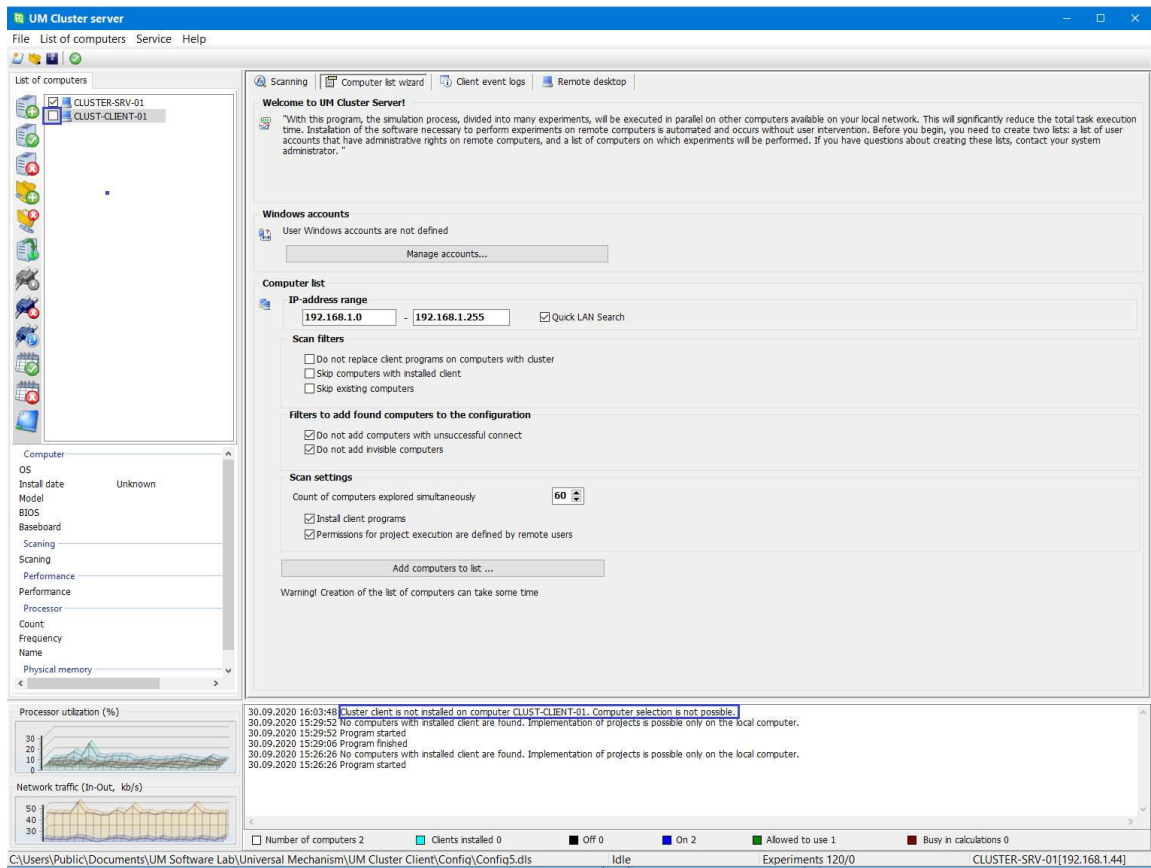 UM Cluster server
File List of computers Service Help
List of computers
CLUSTER-SRV-01
CLUST-CLIENT-01
Scanning Computer list wizard Client event logs Remote desktop
Welcome to UM Cluster Server!
"With this program, the simulation process, divided into many experiments, will be executed in parallel on other computers available on your local network. This will significantly reduce the total task execution
time. Installation of the software necessary to perform experiments on remote computers is automated and occurs without user intervention. Before you begin, you need to create two lists: a list of user
accounts that have administrative rights on remote computers, and a list of computers on which experiments will be performed. If you have questions about creating these lists, contact your system
administrator. "
Windows accounts
User Windows accounts are not defined
Manage accounts...
Computer list
IP-address range
192.168.1.0 - 192.168.1.255 Quick LAN Search
Scan filters
Do not replace client programs on computers with cluster
Skip computers with installed client
Skip existing computers
Filters to add found computers to the configuration
Do not add computers with unsuccessful connect
Do not add invisible computers
Scan settings
Count of computers explored simultaneously 60
Install client programs
Permissions for project execution are defined by remote users
Add computers to list ...
Warning! Creation of the list of computers can take some time
Computer
OS
Install date Unknown
Model
BIOS
Baseboard
Scaning
Scaning
Performance
Performance
Processor
Count
Frequency
Name
Physical memory
Processor utilization (%)
30
20
10
0
Network traffic (In-Out, kb/s)
50
40
30
30.09.2020 16:03:48 Cluster client is not installed on computer CLUST-CLIENT-01. Computer selection is not possible.
30.09.2020 15:29:52 No computers with installed client are found. Implementation of projects is possible only on the local computer.
30.09.2020 15:29:52 Program started
30.09.2020 15:29:06 Program finished
30.09.2020 15:26:26 No computers with installed client are found. Implementation of projects is possible only on the local computer.
30.09.2020 15:26:26 Program started
Number of computers 2 Clients installed 0 Off 0 On 2 Allowed to use 1 Busy in calculations 0
C:\Users\Public\Documents\UM Software Lab\Universal Mechanism\UM Cluster Client\Config\Config5.dls Idle Experiments 120/0 CLUSTER-SRV-01[192.168.1.44]